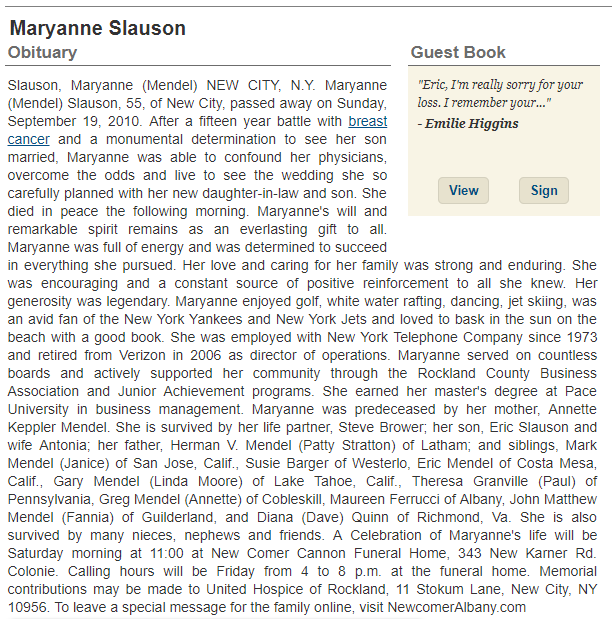 Maryanne Slauson
Obituary
Slauson, Maryanne (Mendel) NEW CITY, N.Y. Maryanne
(Mendel) Slauson, 55, of New City, passed away on Sunday,
September 19, 2010. After a fifteen year battle with breast
cancer and a monumental determination to see her son
married, Maryanne was able to confound her physicians,
overcome the odds and live to see the wedding she so
carefully planned with her new daughter-in-law and son. She
died in peace the following morning. Maryanne's will and
remarkable spirit remains as an everlasting gift to all.
Maryanne was full of energy and was determined to succeed
in everything she pursued. Her love and caring for her family was strong and enduring. She
was encouraging and a constant source of positive reinforcement to all she knew. Her
generosity was legendary. Maryanne enjoyed golf, white water rafting, dancing, jet skiing, was
an avid fan of the New York Yankees and New York Jets and loved to bask in the sun on the
beach with a good book. She was employed with New York Telephone Company since 1973
and retired from Verizon in 2006 as director of operations. Maryanne served on countless
boards and actively supported her community through the Rockland County Business
Association and Junior Achievement programs. She earned her master's degree at Pace
University in business management. Maryanne was predeceased by her mother, Annette
Keppler Mendel. She is survived by her life partner, Steve Brower; her son, Eric Slauson and
wife Antonia; her father, Herman V. Mendel (Patty Stratton) of Latham; and siblings, Mark
Mendel (Janice) of San Jose, Calif., Susie Barger of Westerlo, Eric Mendel of Costa Mesa,
Calif., Gary Mendel (Linda Moore) of Lake Tahoe, Calif., Theresa Granville (Paul) of
Pennsylvania, Greg Mendel (Annette) of Cobleskill, Maureen Ferrucci of Albany, John Matthew
Mendel (Fannia) of Guilderland, and Diana (Dave) Quinn of Richmond, Va. She is also
survived by many nieces, nephews and friends. A Celebration of Maryanne's life will be
Saturday morning at 11:00 at New Comer Cannon Funeral Home, 343 New Karner Rd.
Colonie. Calling hours will be Friday from 4 to 8 p.m. at the funeral home. Memorial
contributions may be made to United Hospice of Rockland, 11 Stokum Lane, New City, NY
10956. To leave a special message for the family online, visit NewcomerAlbany.com
Guest Book
"Eric, I'm really sorry for your
loss. I remember your..."
- Emilie Higgins
View Sign